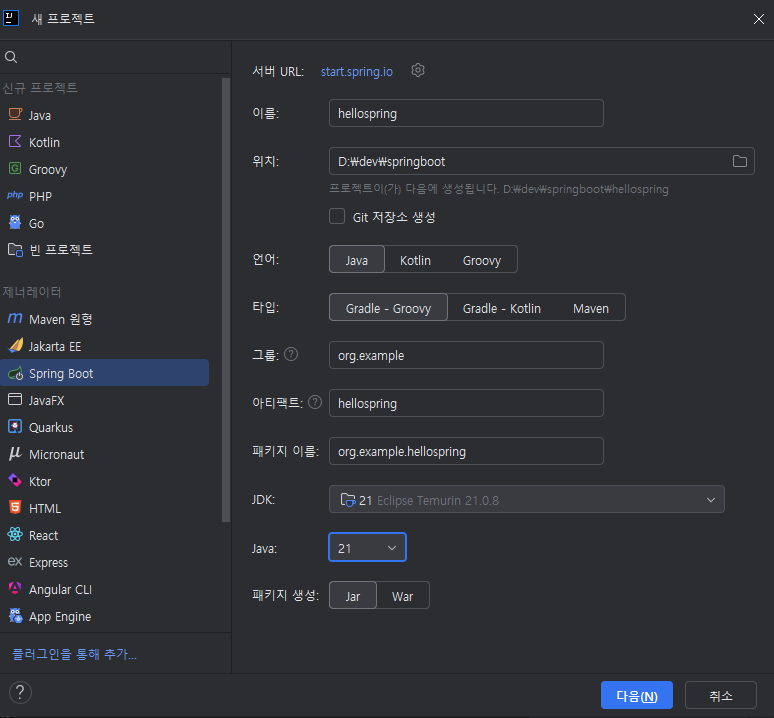 새 프로젝트
신규 프로젝트
Java
Kotlin
Groovy
php PHP
Go
빈 프로젝트
제너레이터
m Maven 원형
Jakarta EE
Spring Boot
JavaFX
Quarkus
μ Micronaut
Ktor
5 HTML
React
ex Express
Angular CLI
App Engine
플러그인을 통해 추가...
서버 URL: start.spring.io
이름: hellospring
위치: D:₩dev₩springboot
프로젝트이(가) 다음에 생성됩니다. D:₩dev₩springboot₩hellospring
Git 저장소 생성
언어: Java Kotlin Groovy
타입: Gradle - Groovy Gradle - Kotlin Maven
그룹: ? org.example
아티팩트: ? hellospring
패키지 이름: org.example.hellospring
JDK: 21 Eclipse Temurin 21.0.8
Java: 21
패키지 생성: Jar War
? 다음(N) 취소